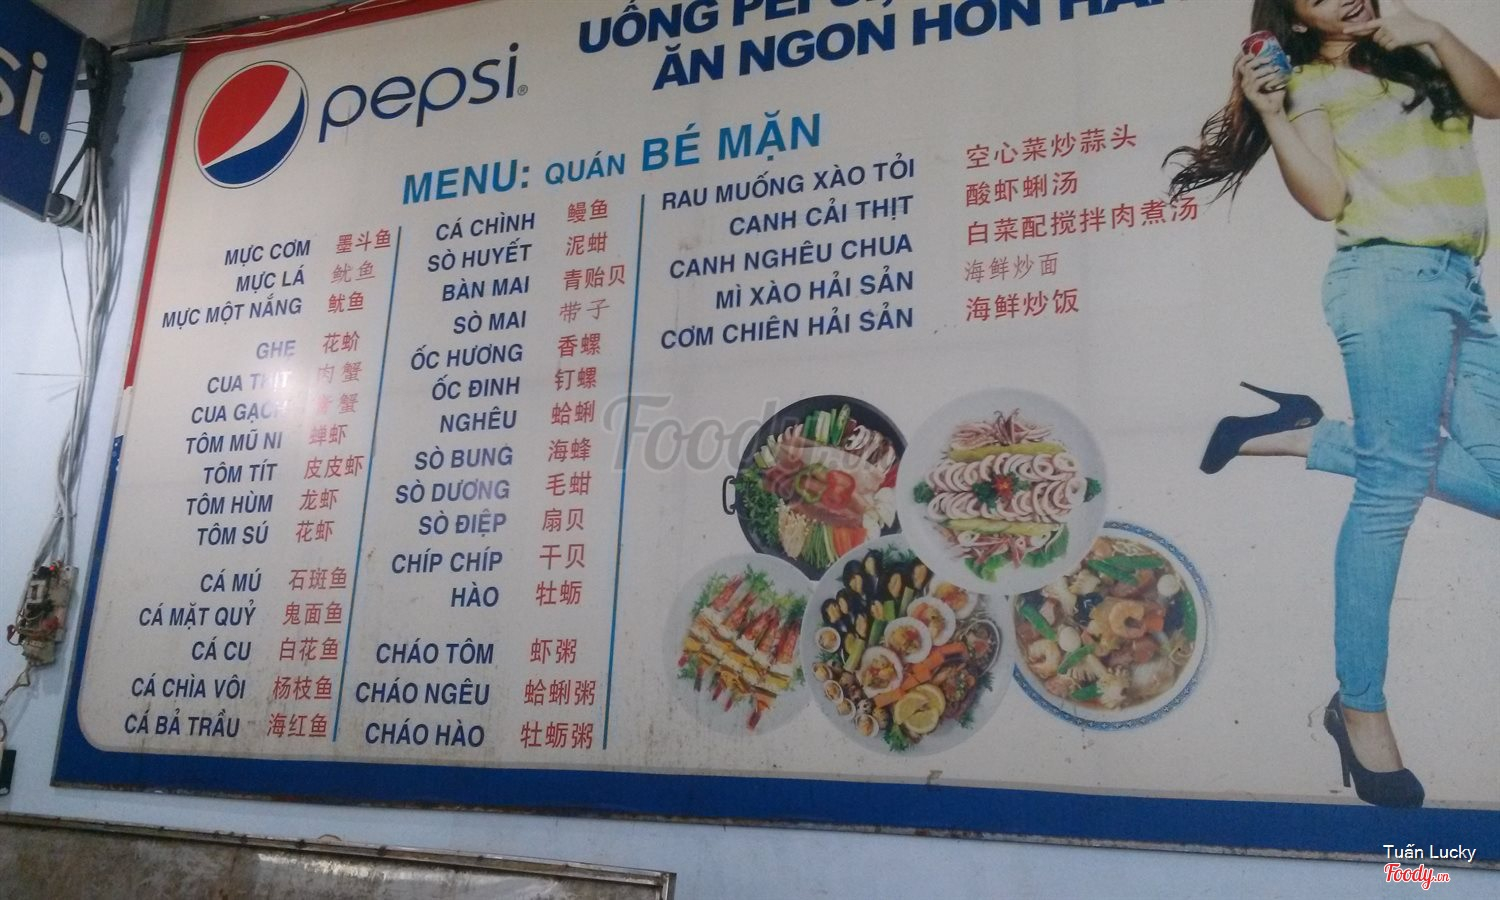 si
pepsi
UỐNG PEPSI,
ĂN NGON HƠN
MENU: QUÁN BÉ MẶN
MỰC CƠM 墨斗鱼
MỰC LÁ 鱿鱼
MỰC MỘT NẮNG 鱿鱼
GHẸ 花蚧
CUA THỊT 肉蟹
CUA GẠCH 蟹
TÔM MŨ NI 蝉虾
TÔM TÍT 皮皮虾
TÔM HÙM 龙虾
TÔM SÚ 花虾
CÁ MÚ 石斑鱼
CÁ MẶT QUỶ 鬼面鱼
CÁ CU 白花鱼
CÁ CHÌA VÔI 杨枝鱼
CÁ BẢ TRẦU 海红鱼
CÁ CHÌNH 鳗鱼
SÒ HUYẾT 泥蚶
BÀN MAI 青贻贝
SÒ MAI 带子
ỐC HƯƠNG 香螺
ỐC ĐINH 钉螺
NGHÊU 蛤蜊
SÒ BUNG 海蜂
SÒ DƯƠNG 毛蚶
SÒ ĐIỆP 扇贝
CHÍP CHÍP 干贝
HÀO 牡蛎
CHÁO TÔM 虾粥
CHÁO NGÊU 蛤蜊粥
CHÁO HÀO 牡蛎粥
RAU MUỐNG XÀO TỎI 空心菜炒蒜头
CANH CẢI THỊT 酸虾蜊汤
CANH NGHÊU CHUA 白菜配搅拌肉煮汤
MÌ XÀO HẢI SẢN 海鲜炒面
CƠM CHIÊN HẢI SẢN 海鲜炒饭
Foody.vn
Tuấn Lucky
Foody.vn